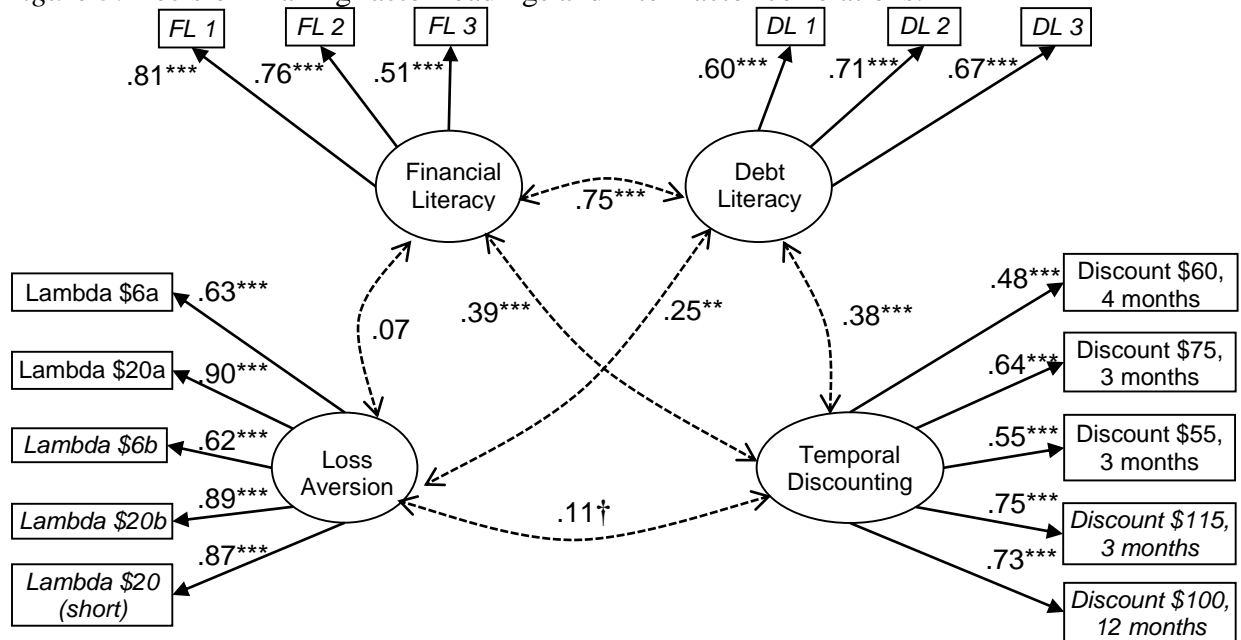 FL 1
FL 2
FL 3
DL 1
DL 2
DL 3
.81***
.76***
.51***
.60***
.71***
.67***
Financial
Literacy
Debt
Literacy
.75***
Lambda $6a
.63***
.07
.39***
.25**
.38***
.48***
Discount $60,
4 months
Lambda $20a
.90***
.64***
Discount $75,
3 months
Lambda $6b
.62***
Loss
Aversion
Temporal
Discounting
.55***
Discount $55,
3 months
Lambda $20b
.89***
.11†
.75***
Discount $115,
3 months
Lambda $20
(short)
.87***
.73***
Discount $100,
12 months